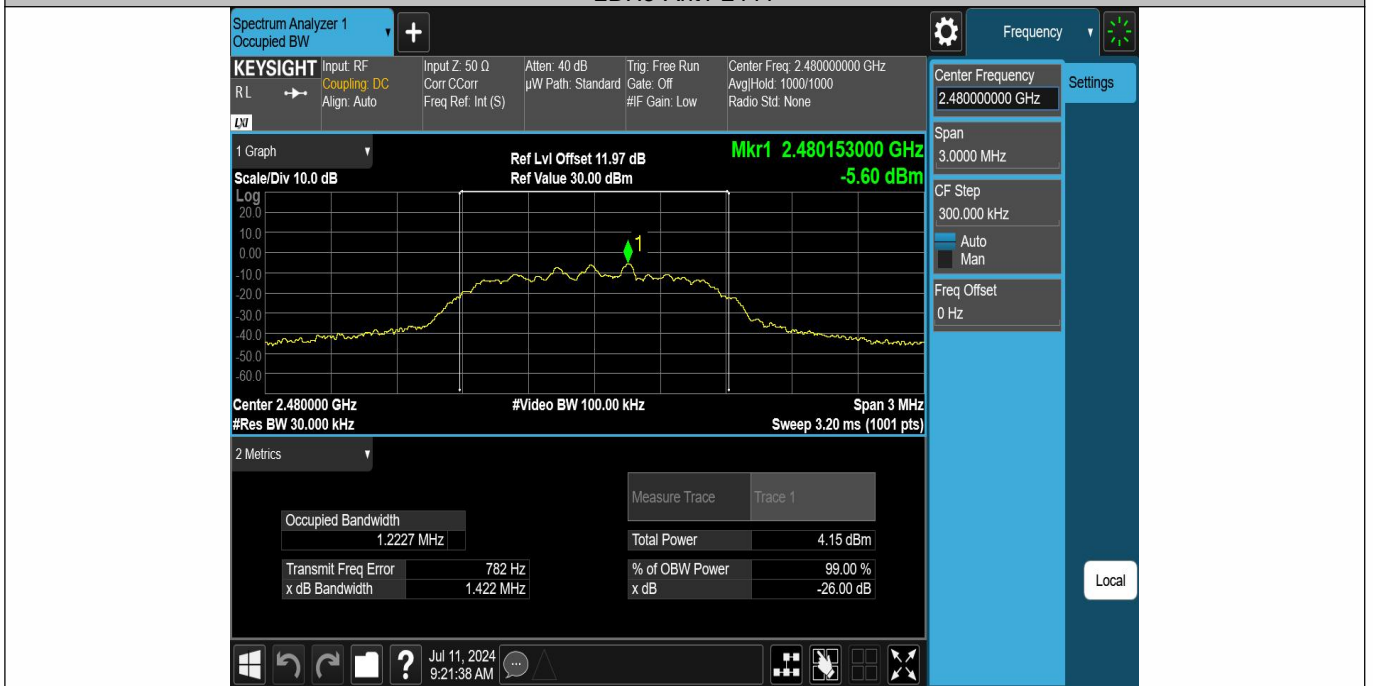 Spectrum Analyzer 1
Occupied BW
Frequency
KEYSIGHT
RL
LXI
Input: RF
Coupling: DC
Align: Auto
Input Z: 50 Ω
Corr CCorr
Freq Ref: Int (S)
Atten: 40 dB
µW Path: Standard
Trig: Free Run
Gate: Off
#IF Gain: Low
Center Freq: 2.480000000 GHz
Avg|Hold: 1000/1000
Radio Std: None
Center Frequency
2.480000000 GHz
Settings
Span
3.0000 MHz
CF Step
300.000 kHz
Auto
Man
Freq Offset
0 Hz
Local
1 Graph
Scale/Div 10.0 dB
Ref Lvl Offset 11.97 dB
Ref Value 30.00 dBm
Mkr1 2.480153000 GHz
-5.60 dBm
Log
20.0
10.0
0.00
-10.0
-20.0
-30.0
-40.0
-50.0
-60.0
1
Center 2.480000 GHz
#Video BW 100.00 kHz
Span 3 MHz
#Res BW 30.000 kHz
Sweep 3.20 ms (1001 pts)
2 Metrics
Measure Trace Trace 1
Occupied Bandwidth
1.2227 MHz
Total Power 4.15 dBm
Transmit Freq Error 782 Hz
% of OBW Power 99.00 %
x dB Bandwidth 1.422 MHz
x dB -26.00 dB
Jul 11, 2024
9:21:38 AM